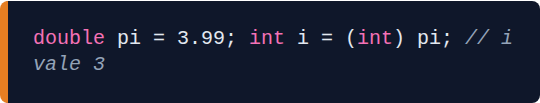 double pi = 3.99; int i = (int) pi; // i
vale 3